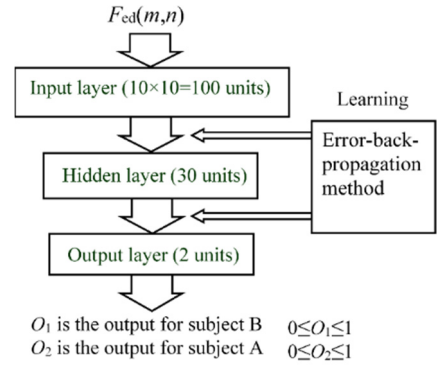 F_ed(m,n)
Input layer (10×10=100 units)
Learning
Error-back-
propagation
method
Hidden layer (30 units)
Output layer (2 units)
O₁ is the output for subject B 0≤O₁≤1
O₂ is the output for subject A 0≤O₂≤1